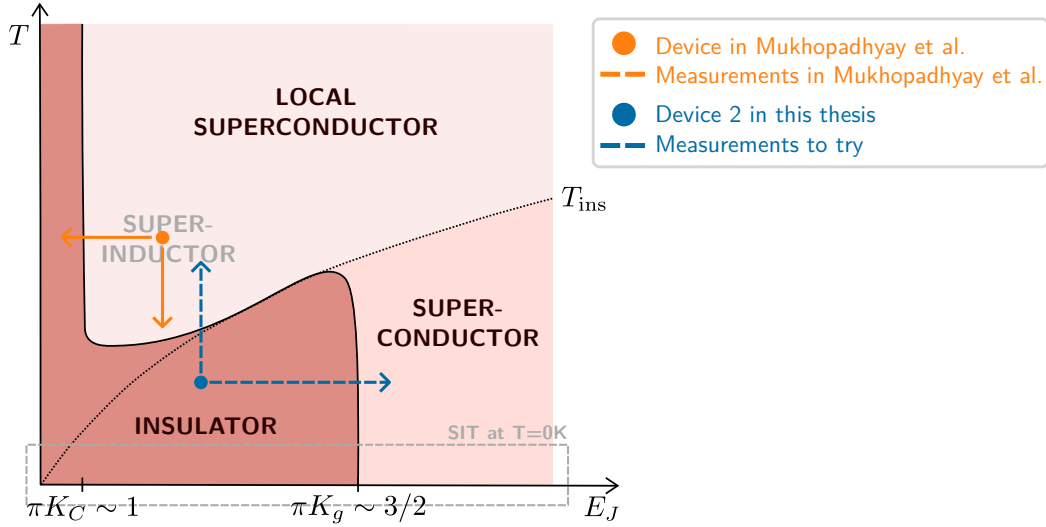 T
LOCAL
SUPERCONDUCTOR
SUPER-
INDUCTOR
T_ins
SUPER-
CONDUCTOR
INSULATOR
SIT at T=0K
πK_C ~ 1
πK_g ~ 3/2
E_J
Device in Mukhopadhyay et al.
Measurements in Mukhopadhyay et al.
Device 2 in this thesis
Measurements to try